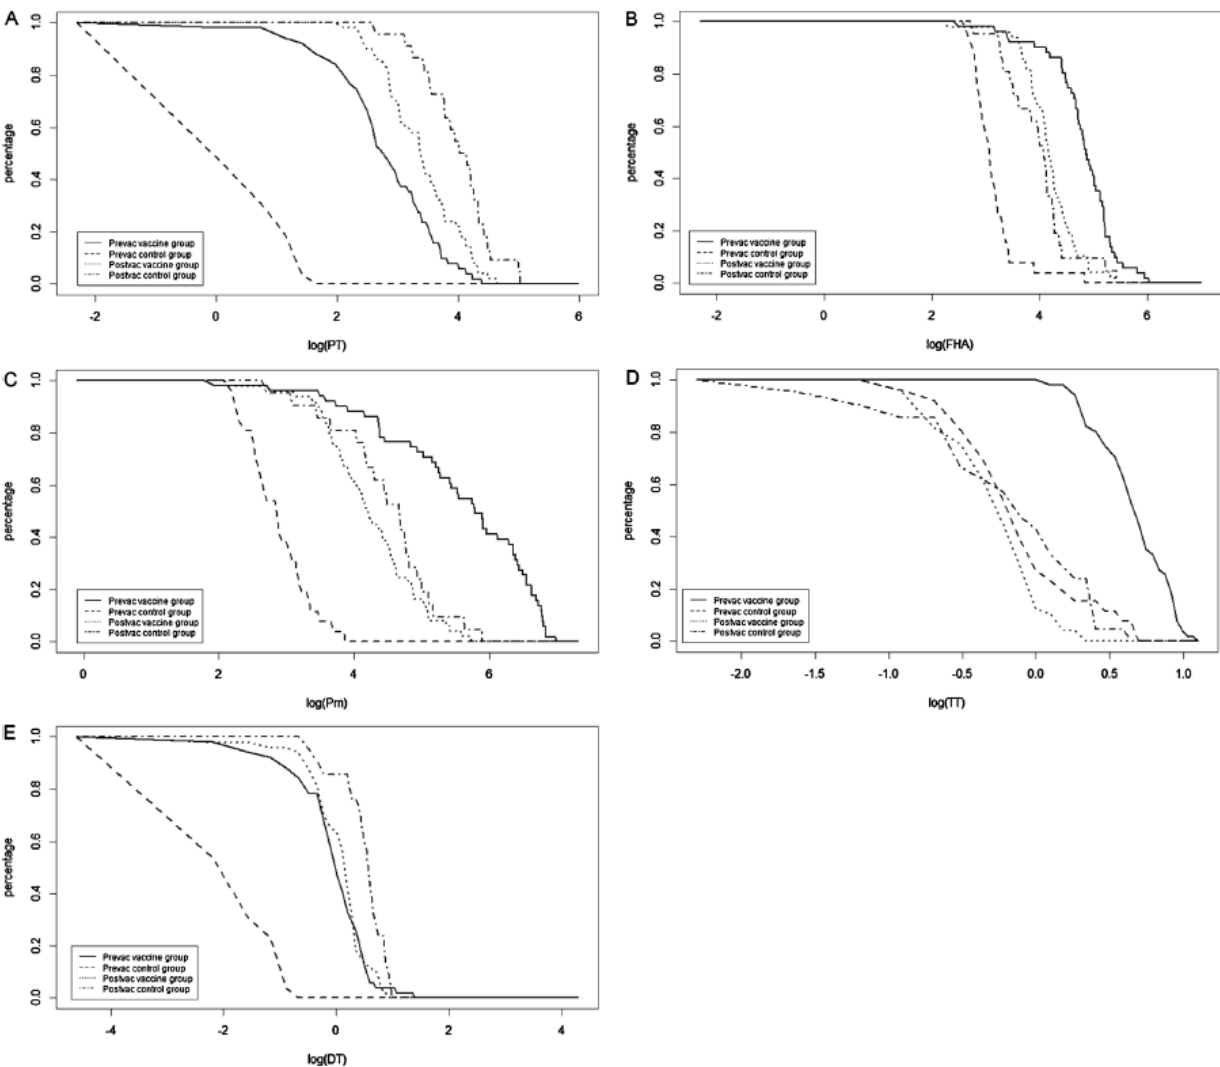 A
percentage
1.0
0.8
0.6
0.4
0.2
0.0
Prevac vaccine group
Prevac control group
Postvac vaccine group
Postvac control group
-2 0 2 4 6
log(PT)
B
percentage
1.0
0.8
0.6
0.4
0.2
0.0
Prevac vaccine group
Prevac control group
Postvac vaccine group
Postvac control group
-2 0 2 4 6
log(FHA)
C
percentage
1.0
0.8
0.6
0.4
0.2
0.0
Prevac vaccine group
Prevac control group
Postvac vaccine group
Postvac control group
0 2 4 6
log(Prn)
D
percentage
1.0
0.8
0.6
0.4
0.2
0.0
Prevac vaccine group
Prevac control group
Postvac vaccine group
Postvac control group
-2.0 -1.5 -1.0 -0.5 0.0 0.5 1.0
log(TT)
E
percentage
1.0
0.8
0.6
0.4
0.2
0.0
Prevac vaccine group
Prevac control group
Postvac vaccine group
Postvac control group
-4 -2 0 2 4
log(DT)